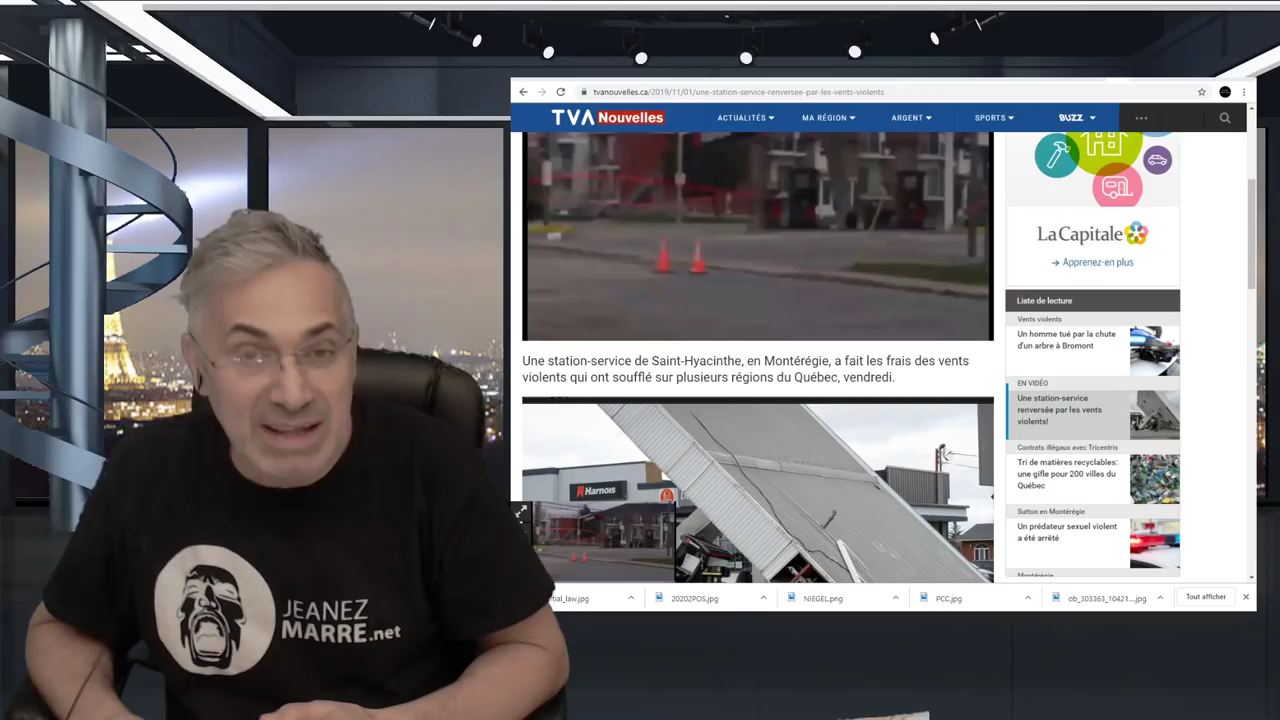 tvanouvelles.ca/2019/11/01/une-station-service-renversee-par-les-vents-violents
TVA Nouvelles
ACTUALITÉS
MA RÉGION
ARGENT
SPORTS
BUZZ
La Capitale
→ Apprenez-en plus
Liste de lecture
Vents violents
Un homme tué par la chute
d'un arbre à Bromont
EN VIDÉO
Une station-service
renversée par les vents
violents!
Contrats illégaux avec Tricentris
Tri de matières recyclables:
une gifle pour 200 villes du
Québec
Sutton en Montérégie
Un prédateur sexuel violent
a été arrêté
Montérégie
Une station-service de Saint-Hyacinthe, en Montérégie, a fait les frais des vents
violents qui ont soufflé sur plusieurs régions du Québec, vendredi.
Harnois
rtial_law.jpg
20202POS.jpg
NIEGEL.png
PCC.jpg
ob_303363_10421....jpg
Tout afficher
JEANEZ
MARRE.net